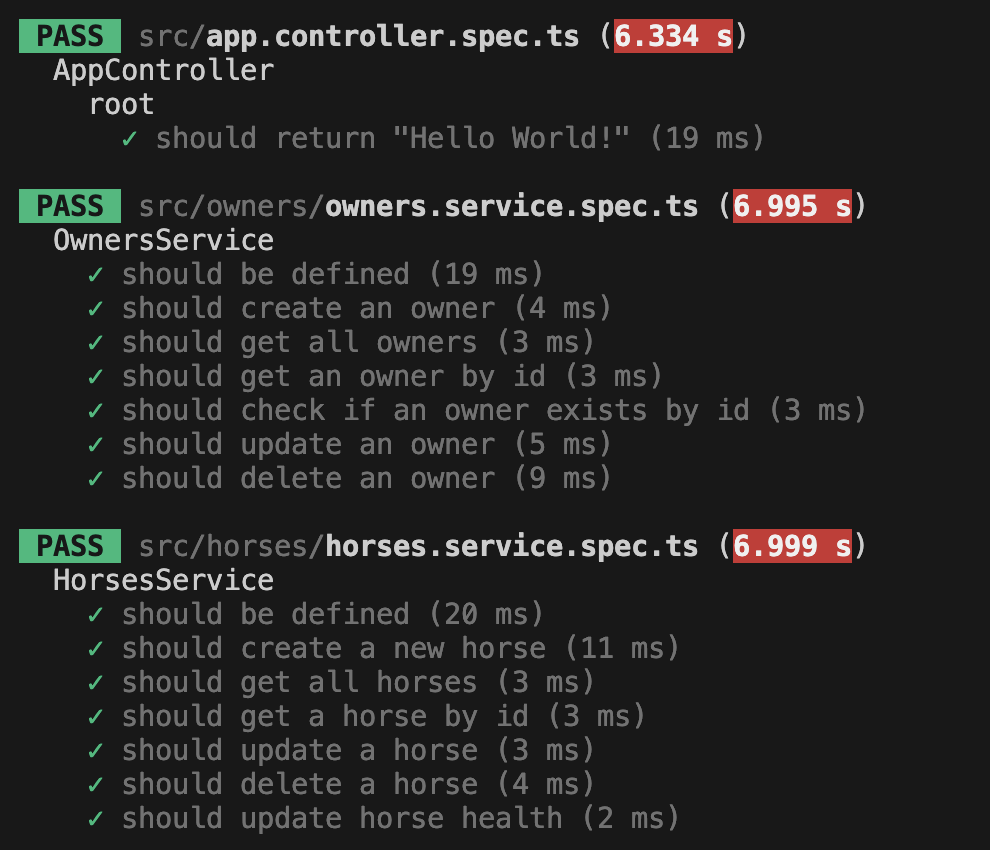 PASS src/app.controller.spec.ts (6.334 s)
AppController
root
✓ should return "Hello World!" (19 ms)
PASS src/owners/owners.service.spec.ts (6.995 s)
OwnersService
✓ should be defined (19 ms)
✓ should create an owner (4 ms)
✓ should get all owners (3 ms)
✓ should get an owner by id (3 ms)
✓ should check if an owner exists by id (3 ms)
✓ should update an owner (5 ms)
✓ should delete an owner (9 ms)
PASS src/horses/horses.service.spec.ts (6.999 s)
HorsesService
✓ should be defined (20 ms)
✓ should create a new horse (11 ms)
✓ should get all horses (3 ms)
✓ should get a horse by id (3 ms)
✓ should update a horse (3 ms)
✓ should delete a horse (4 ms)
✓ should update horse health (2 ms)